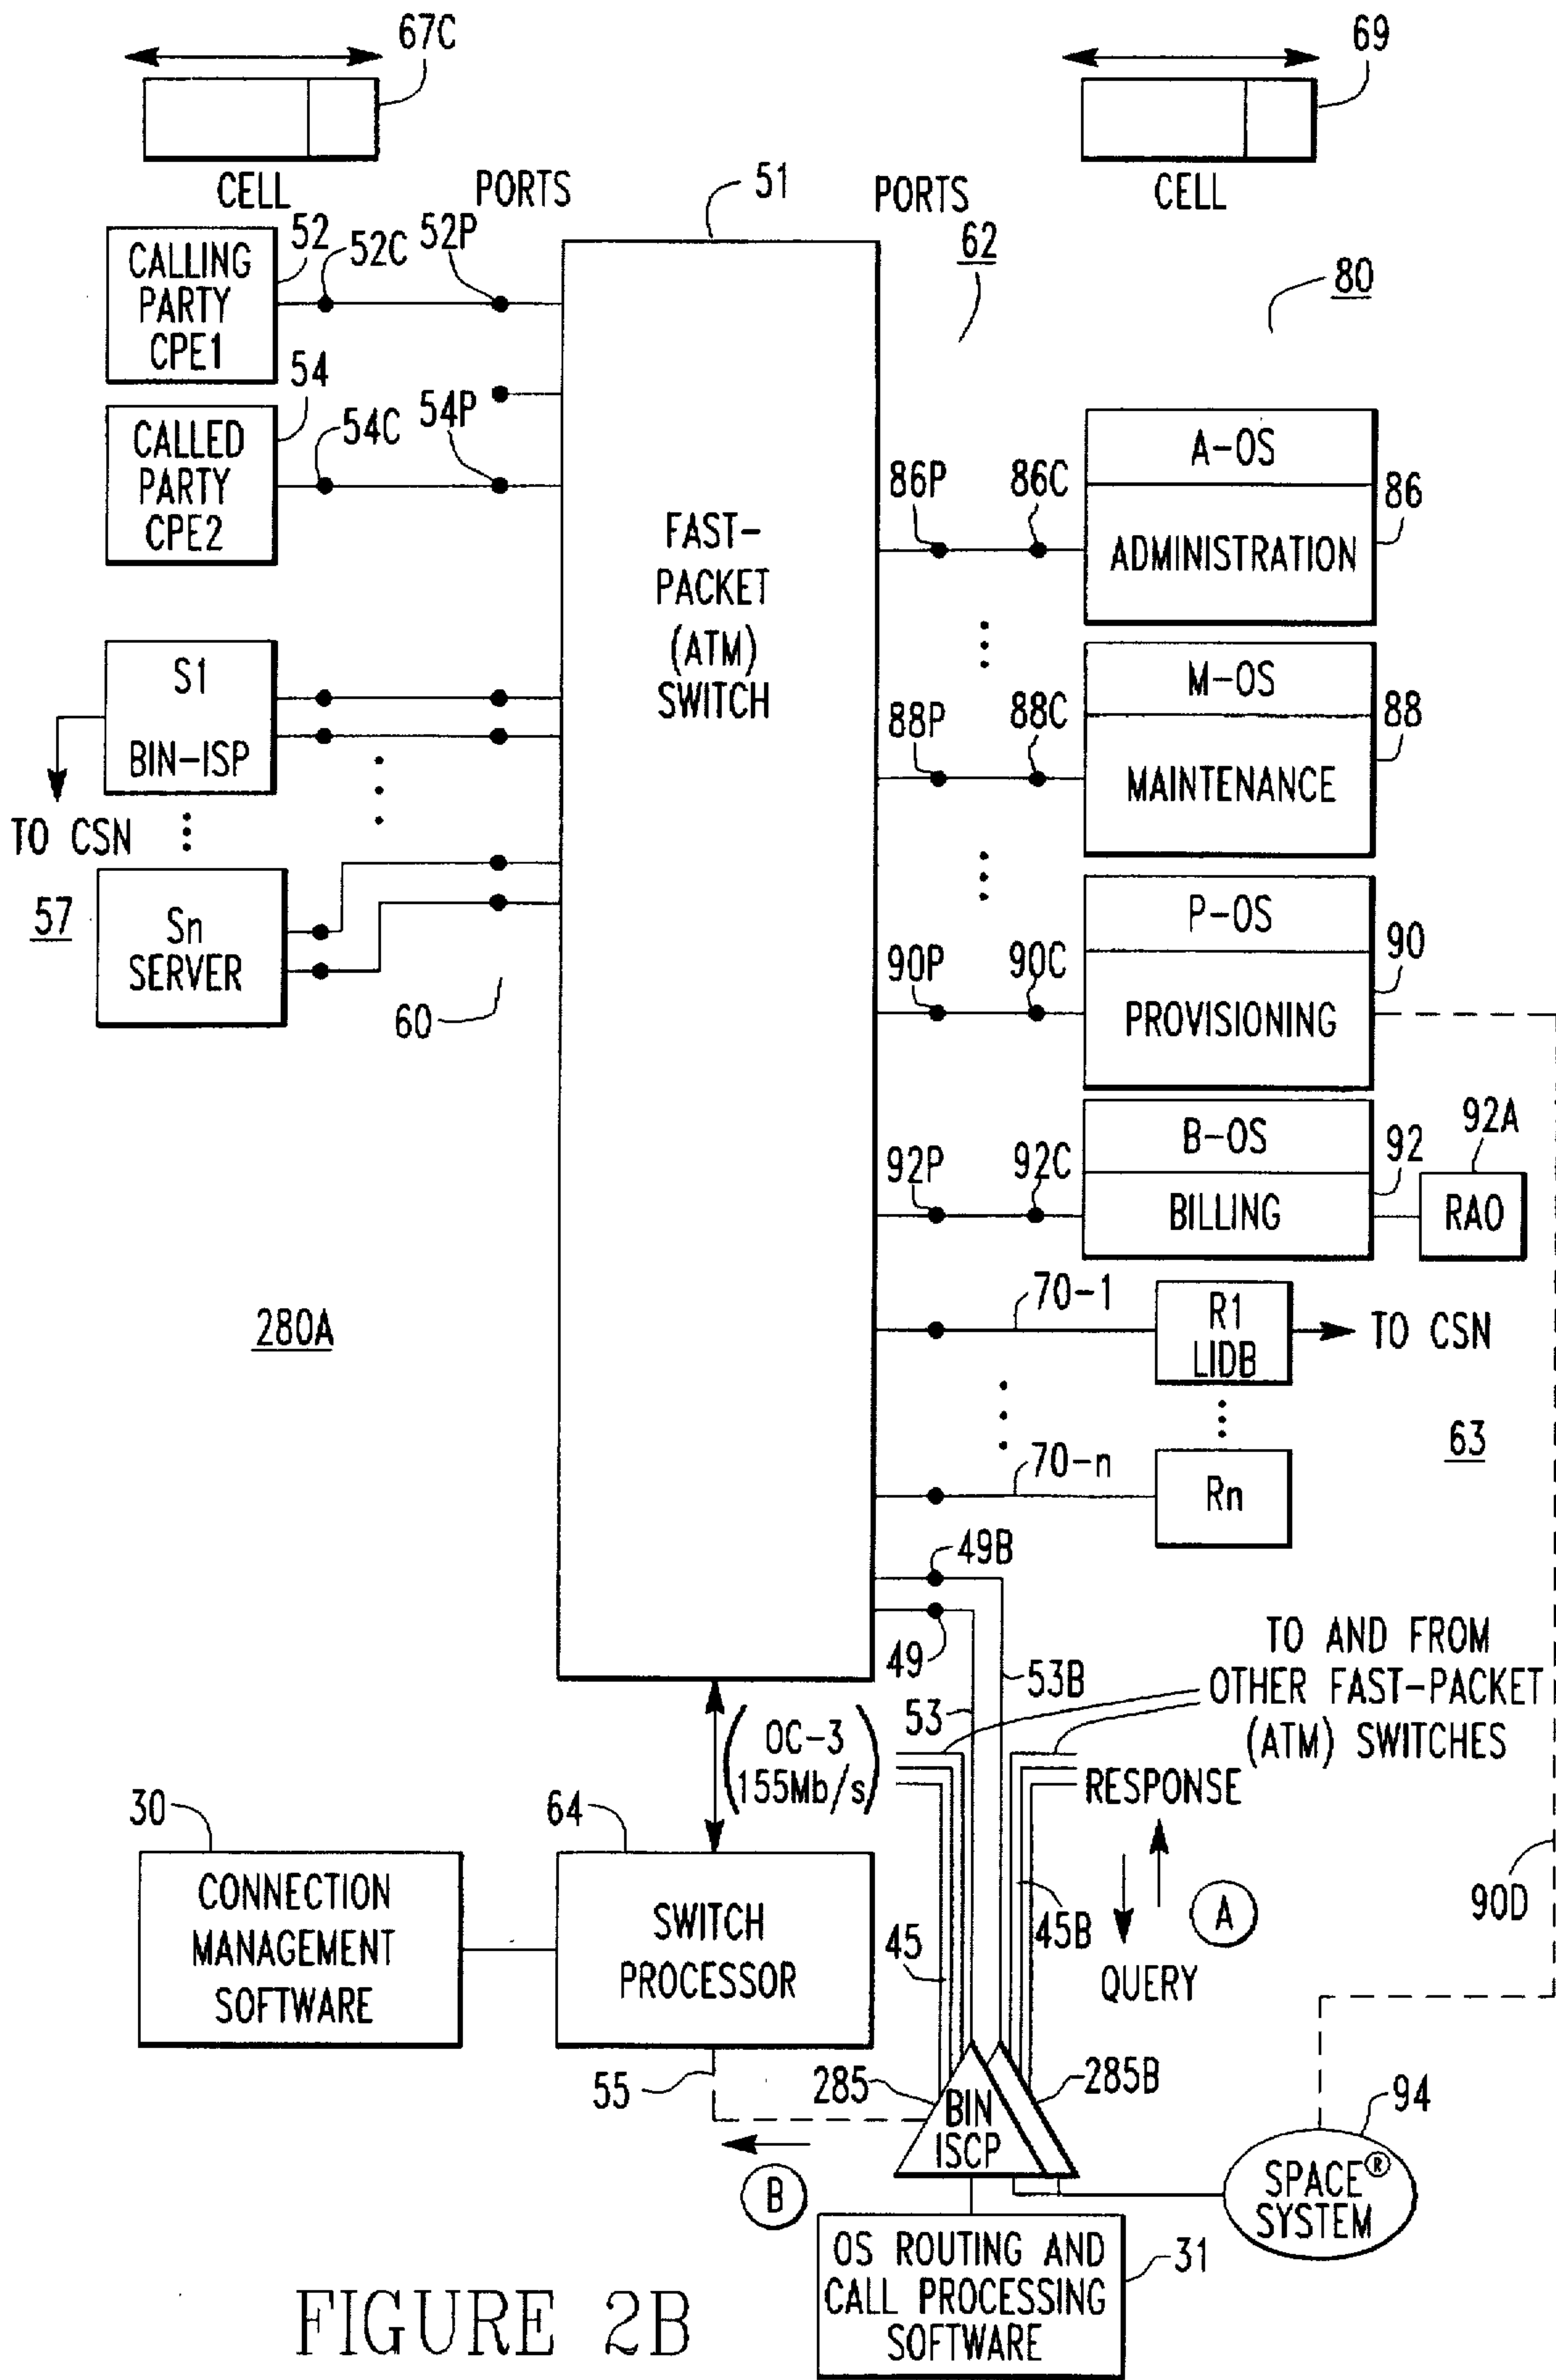 67C
69
CELL
PORTS
51
PORTS
CELL
62
80
CALLING
PARTY
CPE1
52
52C
52P
CALLED
PARTY
CPE2
54
54C
54P
FAST-
PACKET
(ATM)
SWITCH
86P
86C
A-OS
ADMINISTRATION
86
S1
BIN-ISP
TO CSN
88P
88C
M-OS
MAINTENANCE
88
57
Sn
SERVER
60
90P
90C
P-OS
PROVISIONING
90
92P
92C
B-OS
BILLING
92
92A
RAO
280A
70-1
R1
LIDB
TO CSN
63
70-n
Rn
49B
49
53
53B
TO AND FROM
OTHER FAST-PACKET
(ATM) SWITCHES
(OC-3
155Mb/s)
RESPONSE
A
QUERY
90D
30
CONNECTION
MANAGEMENT
SOFTWARE
64
SWITCH
PROCESSOR
45
45B
55
285
BIN
ISCP
285B
94
SPACE®
SYSTEM
B
OS ROUTING AND
CALL PROCESSING
SOFTWARE
31
FIGURE 2B